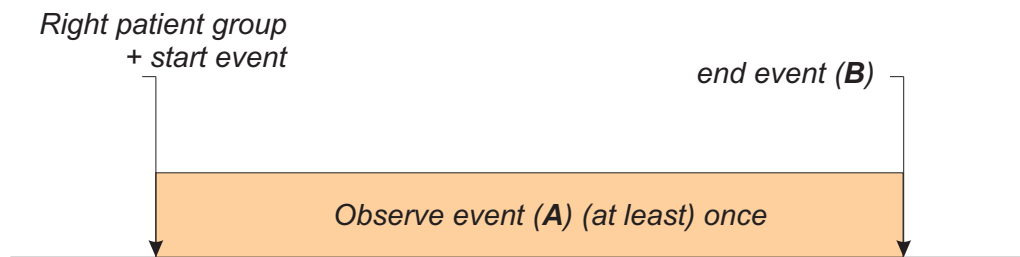 Right patient group
+ start event
end event (B)
Observe event (A) (at least) once